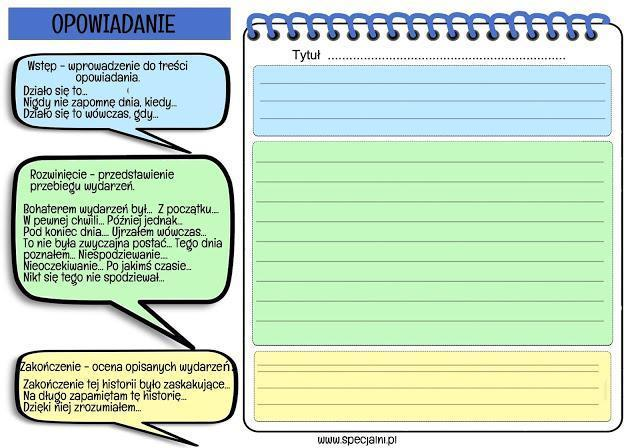 OPOWIADANIE
Wstęp - wprowadzenie do treści
opowiadania.
Działo się to...
Nigdy nie zapomnę dnia, kiedy...
Działo się to wówczas, gdy...
Rozwinięcie - przedstawienie
przebiegu wydarzeń.
Bohaterem wydarzeń był... Z początku....
W pewnej chwili... Później jednak...
Pod koniec dnia.... Ujrzałem wówczas...
To nie była zwyczajna postać... Tego dnia
poznałem... Niespodziewanie...
Nieoczekiwanie... Po jakimś czasie...
Nikt się tego nie spodziewał...
Zakończenie - ocena opisanych wydarzeń.
Zakończenie tej historii było zaskakujące...
Na długo zapamiętam tę historię...
Dzięki niej zrozumiałem...
Tytuł ..................................................................
www.specjalni.pl